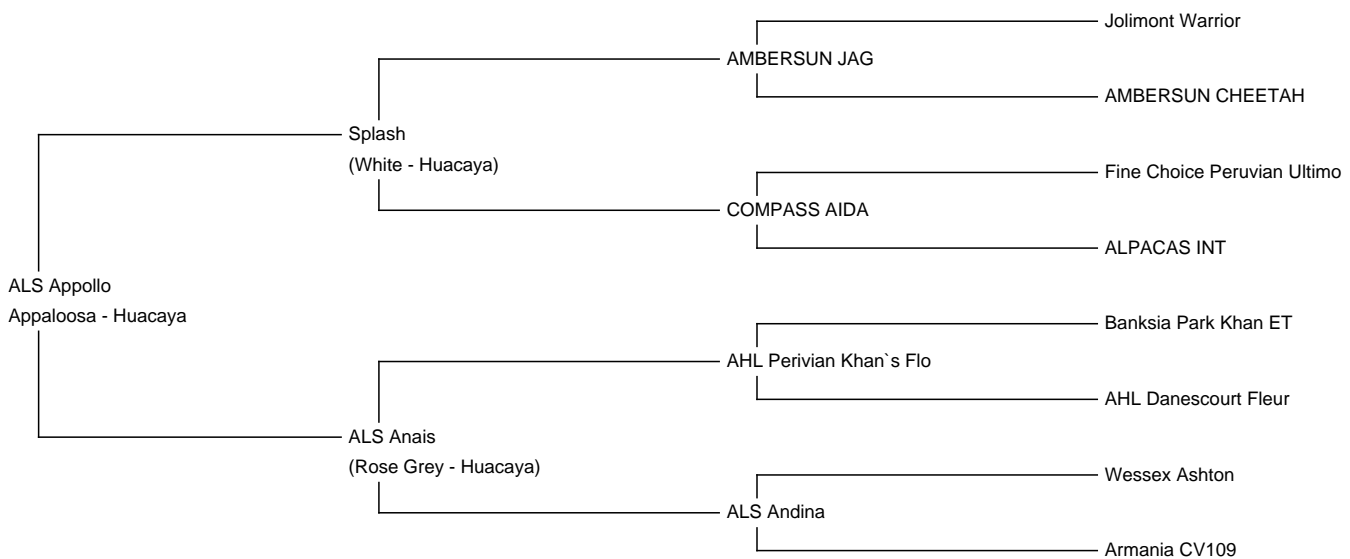 Jolimont Warrior
AMBERSUN JAG
AMBERSUN CHEETAH
Splash
(White - Huacaya)
Fine Choice Peruvian Ultimo
COMPASS AIDA
ALPACAS INT
ALS Appollo
Appaloosa - Huacaya
Banksia Park Khan ET
AHL Perivian Khan`s Flo
AHL Danescourt Fleur
ALS Anais
(Rose Grey - Huacaya)
Wessex Ashton
ALS Andina
Armania CV109